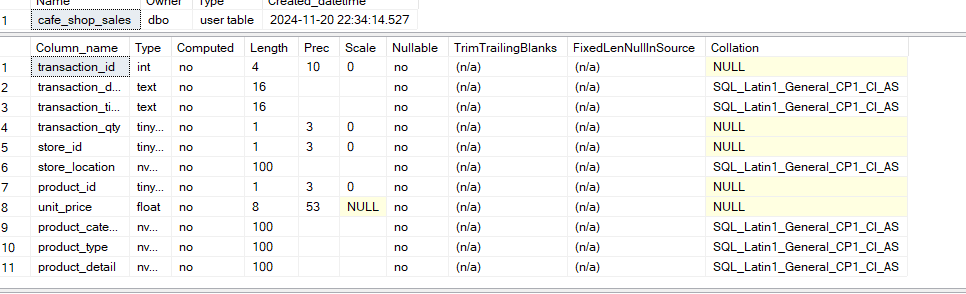 Name Owner Type Created_datetime
1 cafe_shop_sales dbo user table 2024-11-20 22:34:14.527
Column_name Type Computed Length Prec Scale Nullable TrimTrailingBlanks FixedLenNullInSource Collation
1 transaction_id int no 4 10 0 no (n/a) (n/a) NULL
2 transaction_d... text no 16 no (n/a) (n/a) SQL_Latin1_General_CP1_CI_AS
3 transaction_ti... text no 16 no (n/a) (n/a) SQL_Latin1_General_CP1_CI_AS
4 transaction_qty tiny... no 1 3 0 no (n/a) (n/a) NULL
5 store_id tiny... no 1 3 0 no (n/a) (n/a) NULL
6 store_location nv... no 100 no (n/a) (n/a) SQL_Latin1_General_CP1_CI_AS
7 product_id tiny... no 1 3 0 no (n/a) (n/a) NULL
8 unit_price float no 8 53 NULL no (n/a) (n/a) NULL
9 product_cate... nv... no 100 no (n/a) (n/a) SQL_Latin1_General_CP1_CI_AS
10 product_type nv... no 100 no (n/a) (n/a) SQL_Latin1_General_CP1_CI_AS
11 product_detail nv... no 100 no (n/a) (n/a) SQL_Latin1_General_CP1_CI_AS